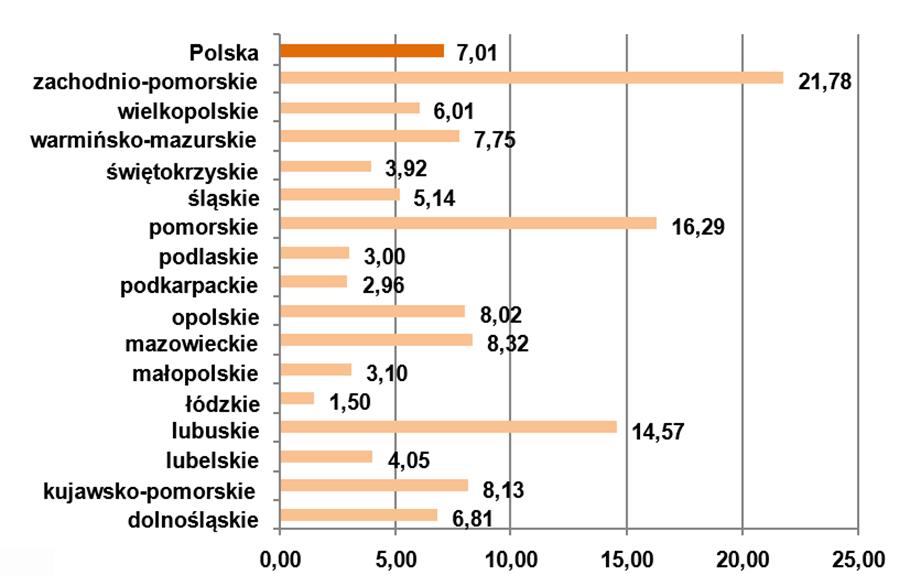 Polska 7,01
zachodnio-pomorskie 21,78
wielkopolskie 6,01
warmińsko-mazurskie 7,75
świętokrzyskie 3,92
śląskie 5,14
pomorskie 16,29
podlaskie 3,00
podkarpackie 2,96
opolskie 8,02
mazowieckie 8,32
małopolskie 3,10
łódzkie 1,50
lubuskie 14,57
lubelskie 4,05
kujawsko-pomorskie 8,13
dolnośląskie 6,81
0,00 5,00 10,00 15,00 20,00 25,00